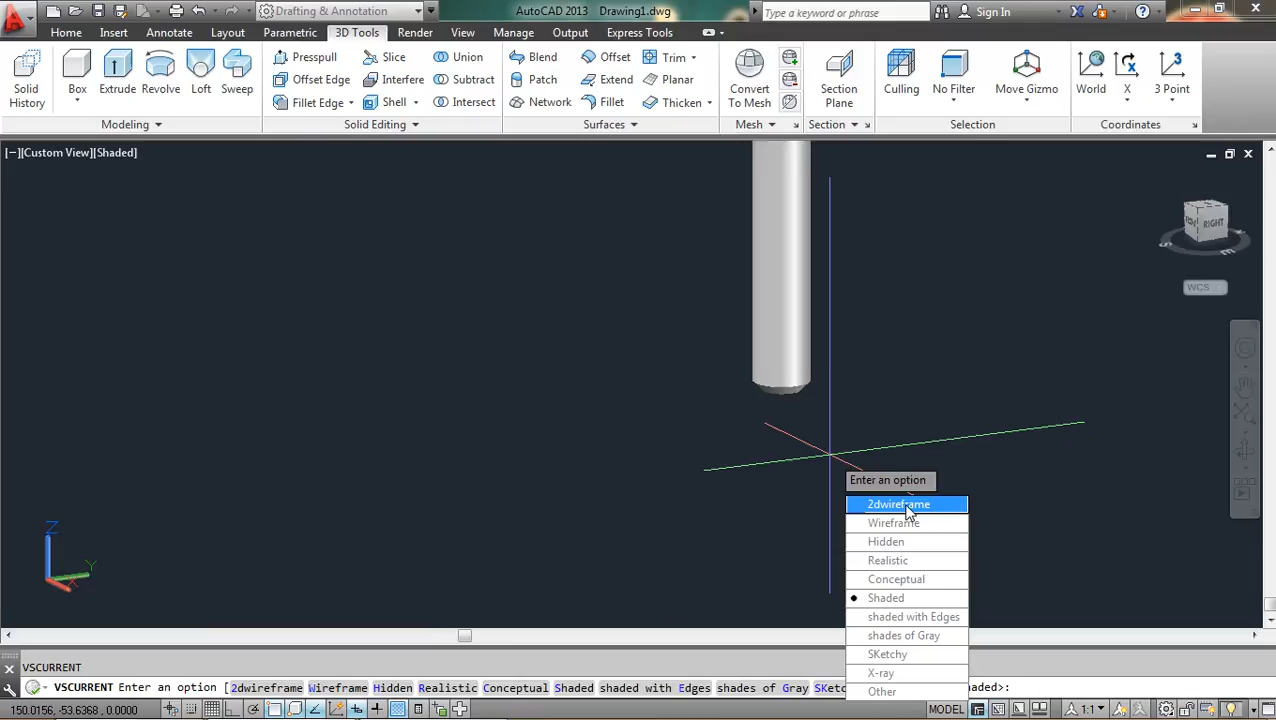 Drafting & Annotation
AutoCAD 2013 Drawing1.dwg
Type a keyword or phrase
Sign In
Home Insert Annotate Layout Parametric 3D Tools Render View Manage Output Express Tools
Solid History
Box
Extrude
Revolve
Loft
Sweep
Modeling
Presspull
Offset Edge
Fillet Edge
Slice
Interfere
Shell
Union
Subtract
Intersect
Solid Editing
Blend
Patch
Network
Offset
Extend
Fillet
Trim
Planar
Thicken
Surfaces
Convert To Mesh
Mesh
Section Plane
Section
Culling
No Filter
Move Gizmo
Selection
World
X
3 Point
Coordinates
[−][Custom View][Shaded]
RIGHT
S
E
WCS
Enter an option
2dwireframe
Wireframe
Hidden
Realistic
Conceptual
Shaded
shaded with Edges
shades of Gray
SKetchy
X-ray
Other
Z
Y
X
VSCURRENT
VSCURRENT Enter an option [2dwireframe Wireframe Hidden Realistic Conceptual Shaded shaded with Edges shades of Gray SKetc
haded>:
150.0156, -53.6368, 0.0000
MODEL
1:1